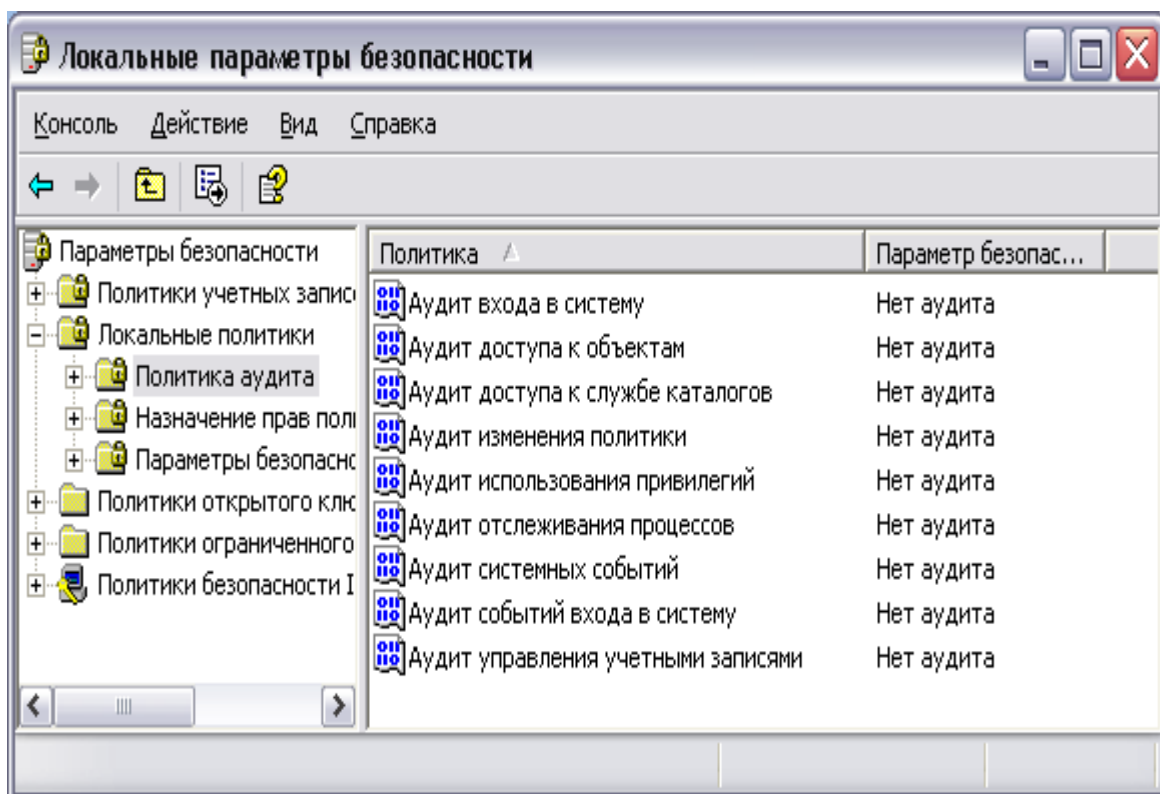 Локальные параметры безопасности
Консоль Действие Вид Справка
Параметры безопасности
Политики учетных запис
Локальные политики
Политика аудита
Назначение прав пол
Параметры безопасно
Политики открытого клю
Политики ограниченного
Политики безопасности I
Политика Параметр безопас...
Аудит входа в систему Нет аудита
Аудит доступа к объектам Нет аудита
Аудит доступа к службе каталогов Нет аудита
Аудит изменения политики Нет аудита
Аудит использования привилегий Нет аудита
Аудит отслеживания процессов Нет аудита
Аудит системных событий Нет аудита
Аудит событий входа в систему Нет аудита
Аудит управления учетными записями Нет аудита